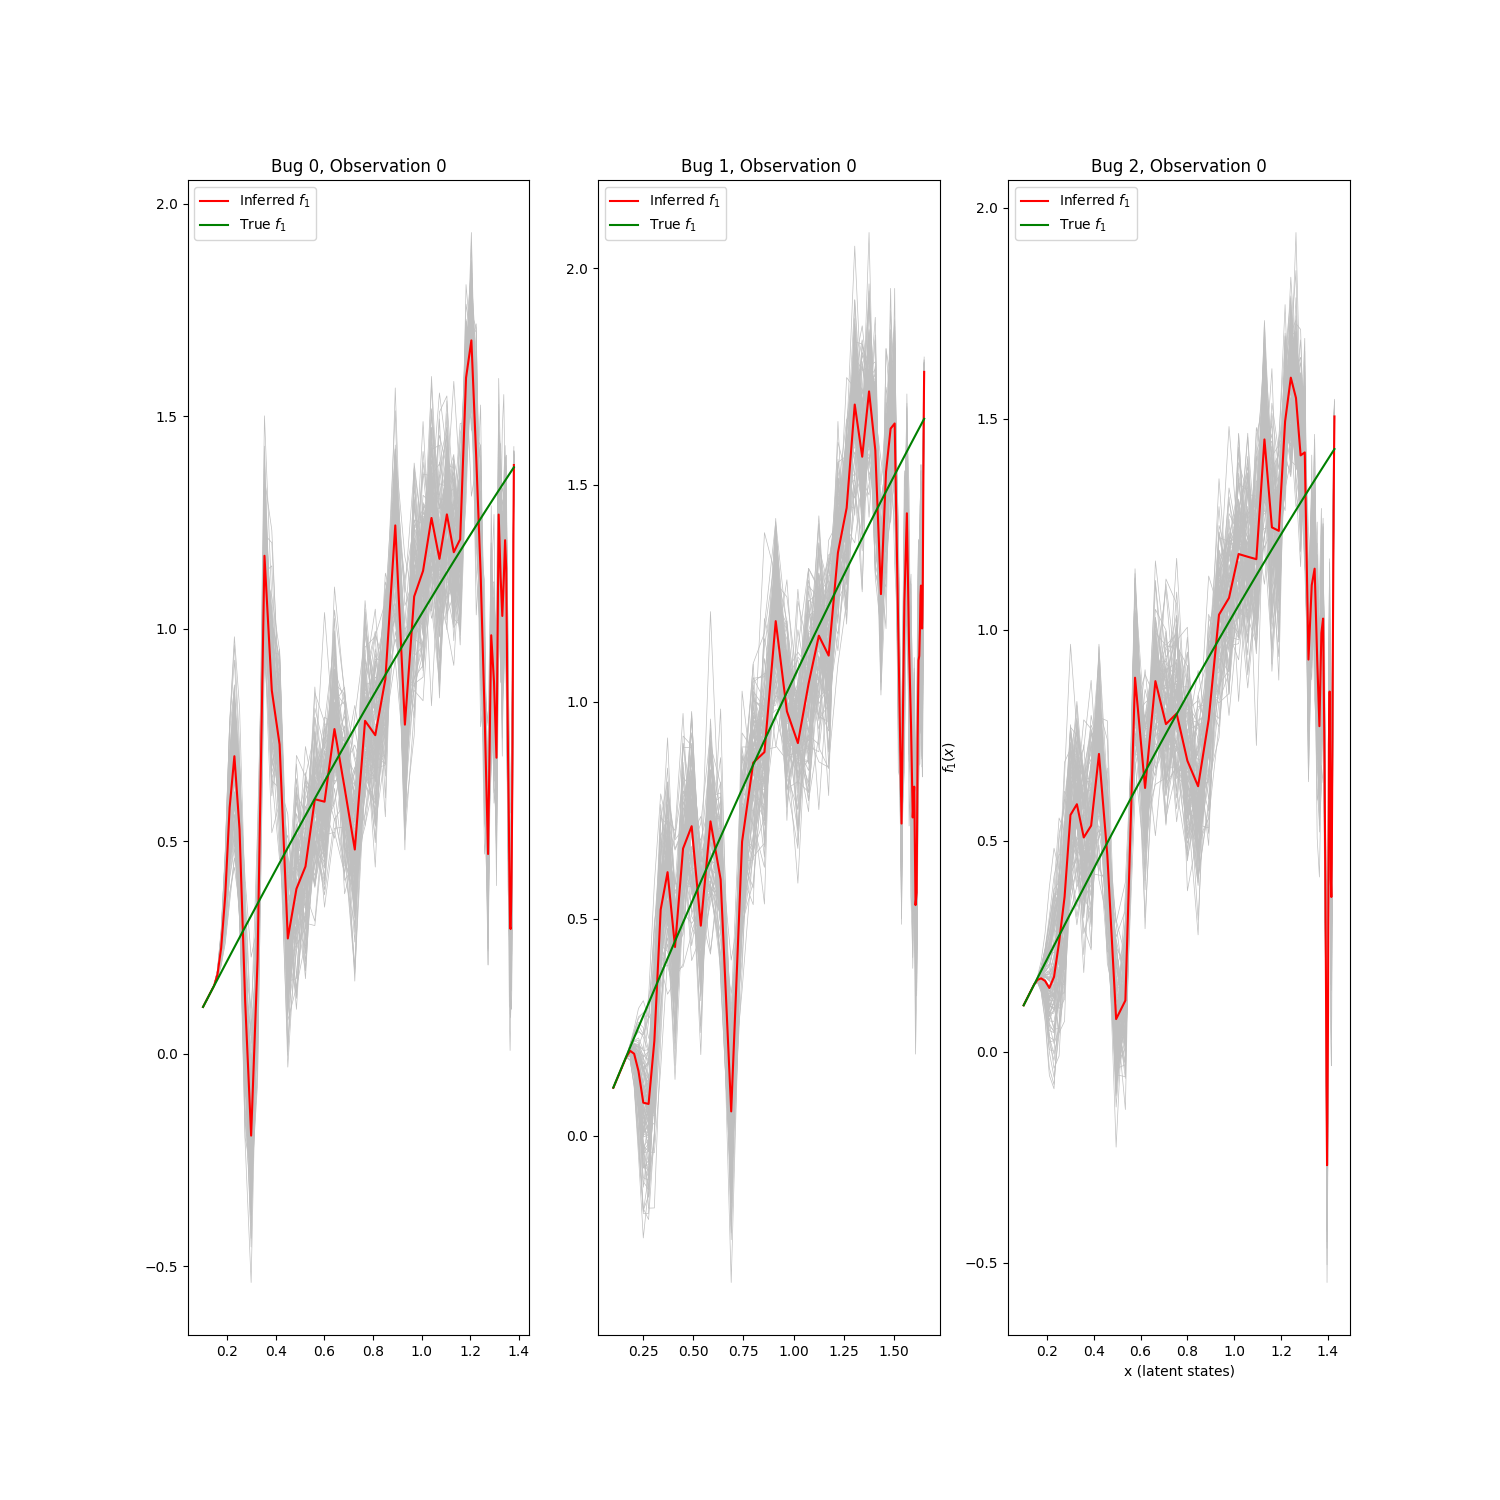 Bug 0, Observation 0
Inferred f₁
True f₁
2.0
1.5
1.0
0.5
0.0
−0.5
0.2 0.4 0.6 0.8 1.0 1.2 1.4
Bug 1, Observation 0
Inferred f₁
True f₁
2.0
1.5
1.0
0.5
0.0
0.25 0.50 0.75 1.00 1.25 1.50
Bug 2, Observation 0
Inferred f₁
True f₁
f₁(x)
2.0
1.5
1.0
0.5
0.0
−0.5
0.2 0.4 0.6 0.8 1.0 1.2 1.4
x (latent states)